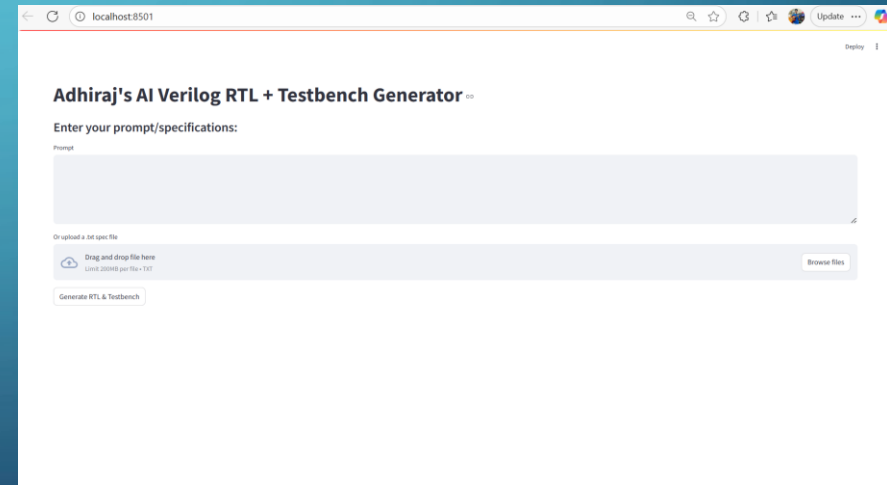 localhost:8501
Update
Deploy
Adhiraj's AI Verilog RTL + Testbench Generator
Enter your prompt/specifications:
Prompt
Or upload a .txt spec file
Drag and drop file here
Limit 200MB per file • TXT
Browse files
Generate RTL & Testbench